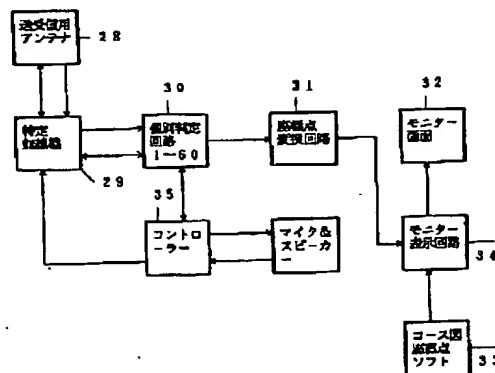 送受信用
アンテナ
28
30
31
32
特定
無線機
個別判定
回路
1~60
座標点
変換回路
モニター
画面
29
35
コントロ
ーラー
マイク&
スピーカ
ー
モニター
表示回路
34
コース図
座標点
ソフト
33